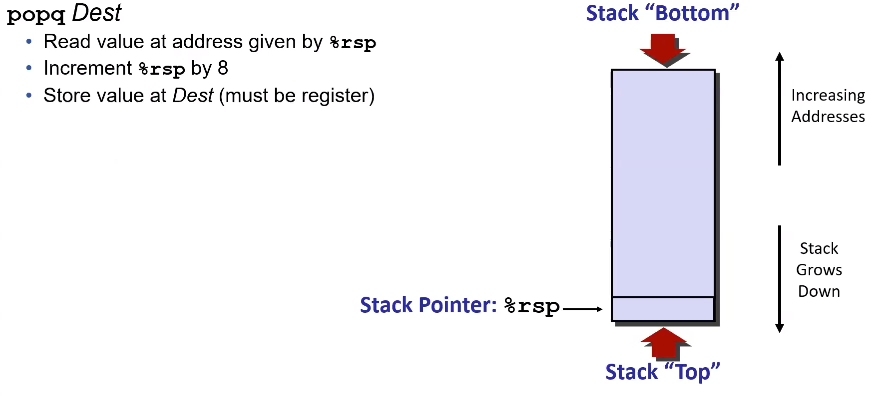 popq Dest
• Read value at address given by %rsp
• Increment %rsp by 8
• Store value at Dest (must be register)
Stack “Bottom”
Increasing
Addresses
Stack
Grows
Down
Stack Pointer: %rsp
Stack “Top”